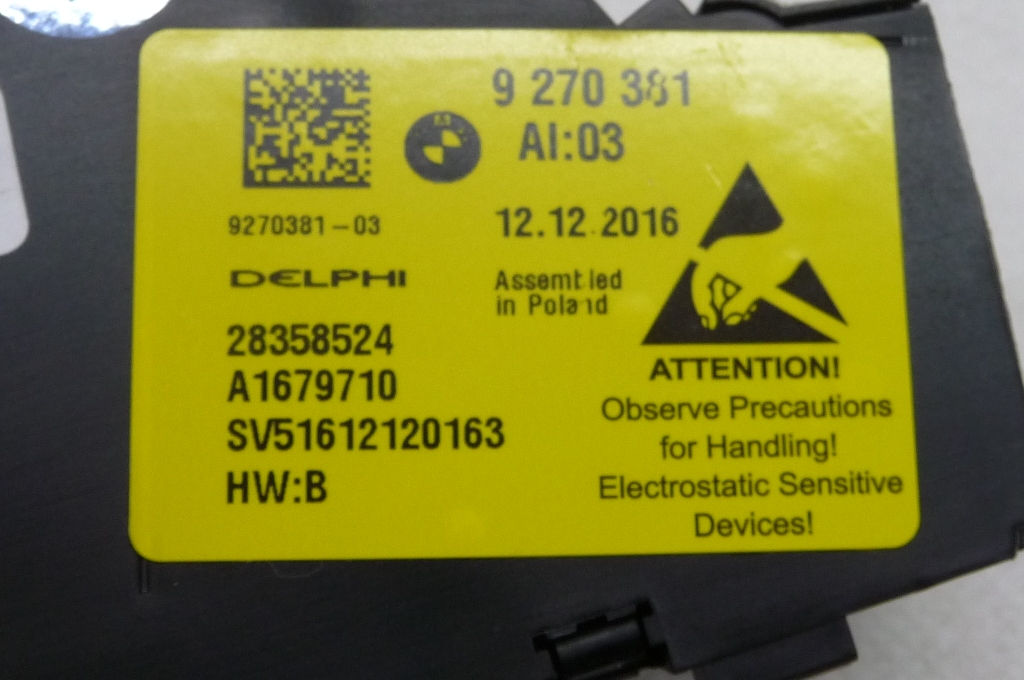 9 270 381
AI:03
9270381-03
12.12.2016
DELPHI
Assembled
in Poland
28358524
A1679710
SV51612120163
HW:B
ATTENTION!
Observe Precautions
for Handling!
Electrostatic Sensitive
Devices!